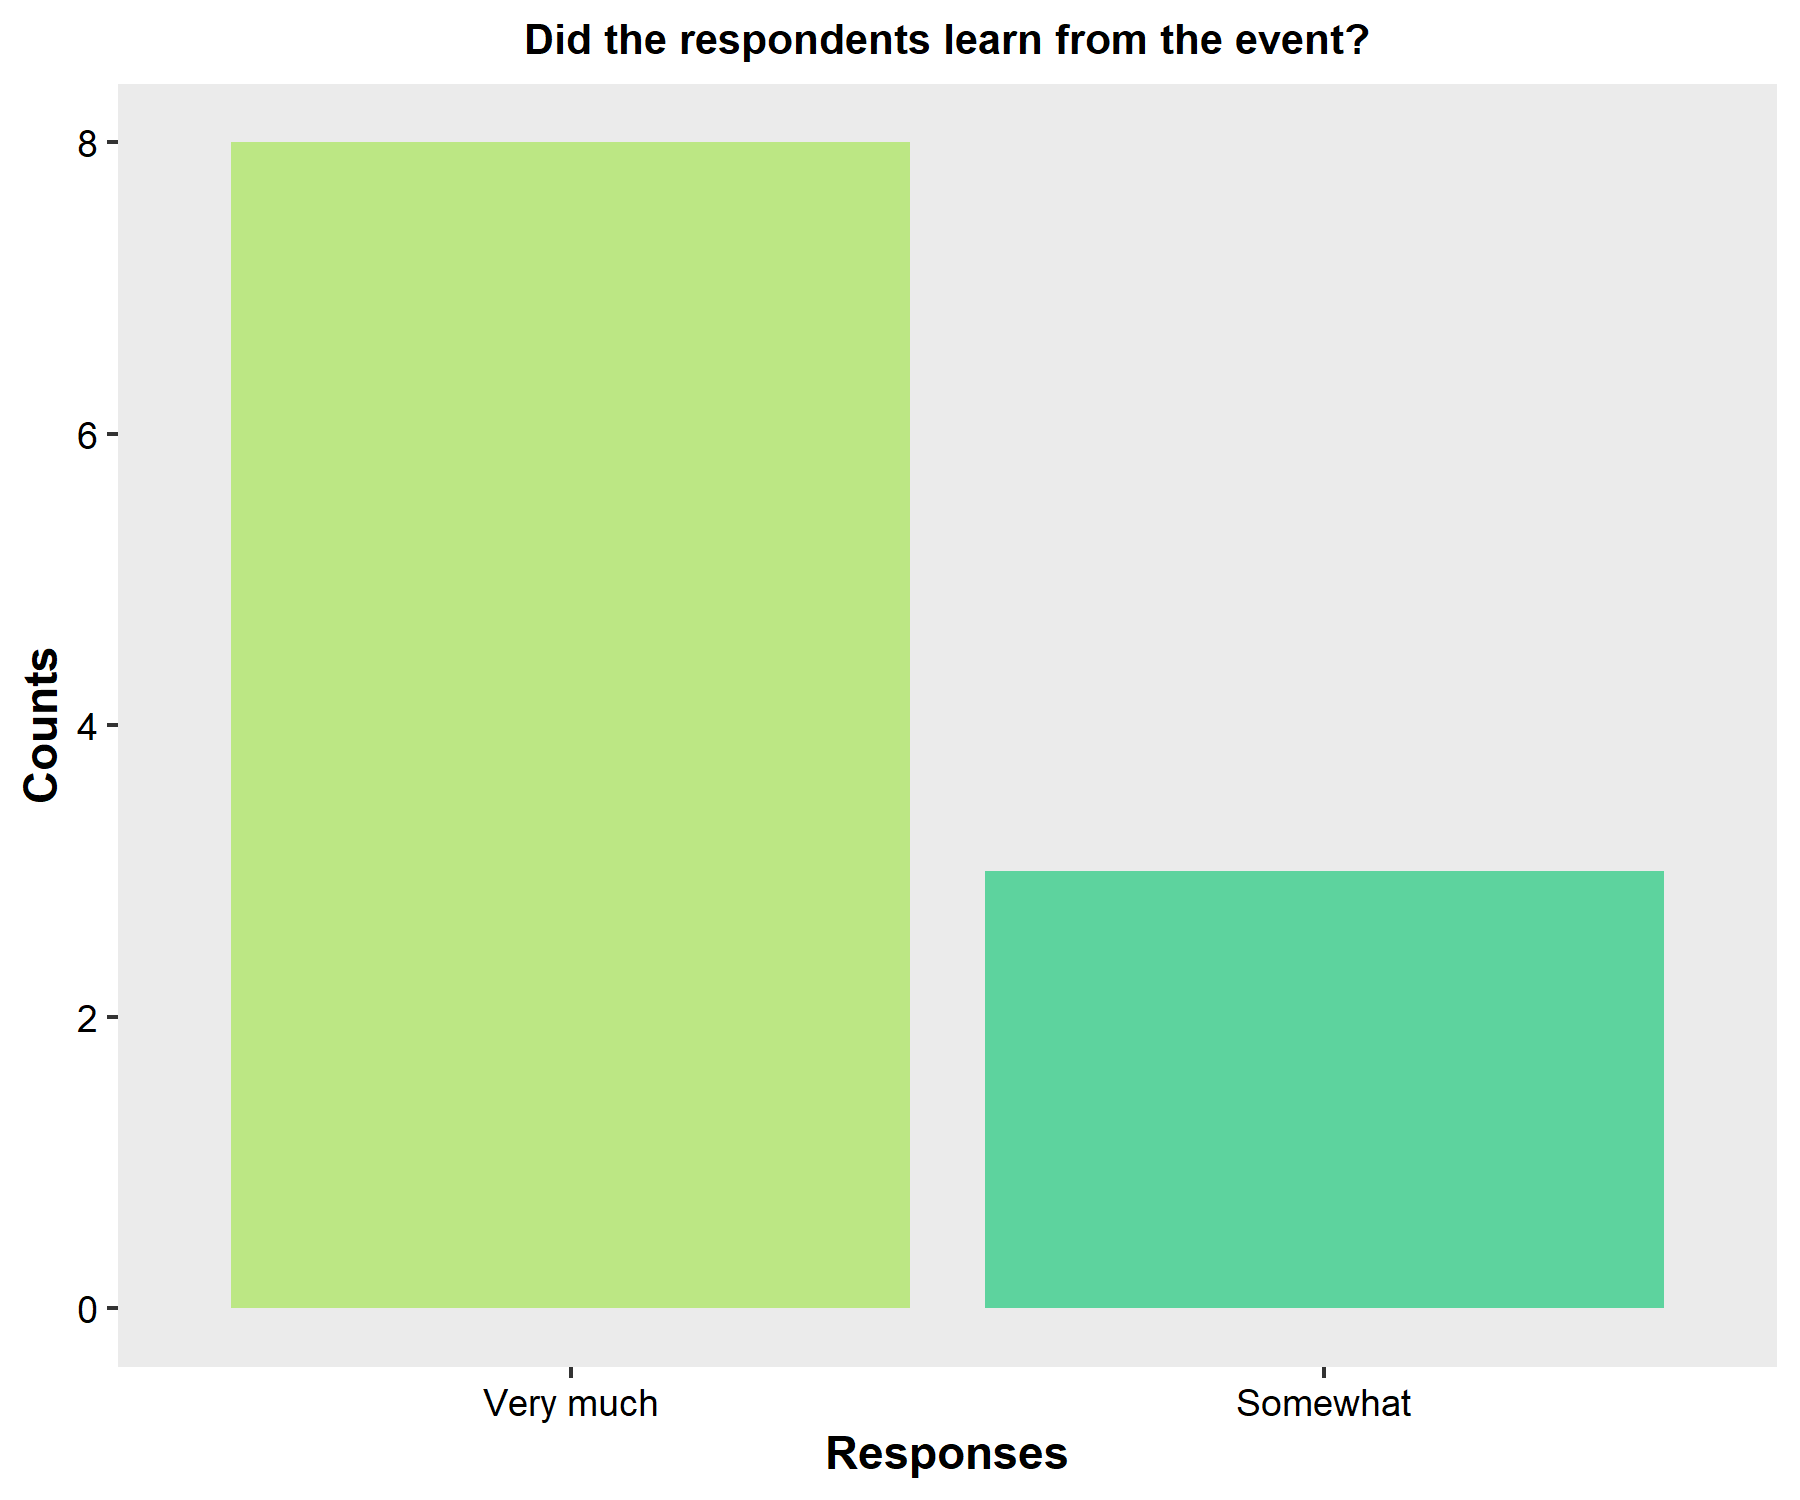 Did the respondents learn from the event?
8
6
4
2
0
Counts
Very much
Somewhat
Responses